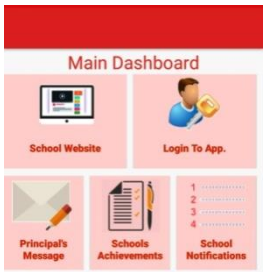 Main Dashboard
School Website
Login To App.
Principal's
Message
Schools
Achievements
1
2
3
4
School
Notifications